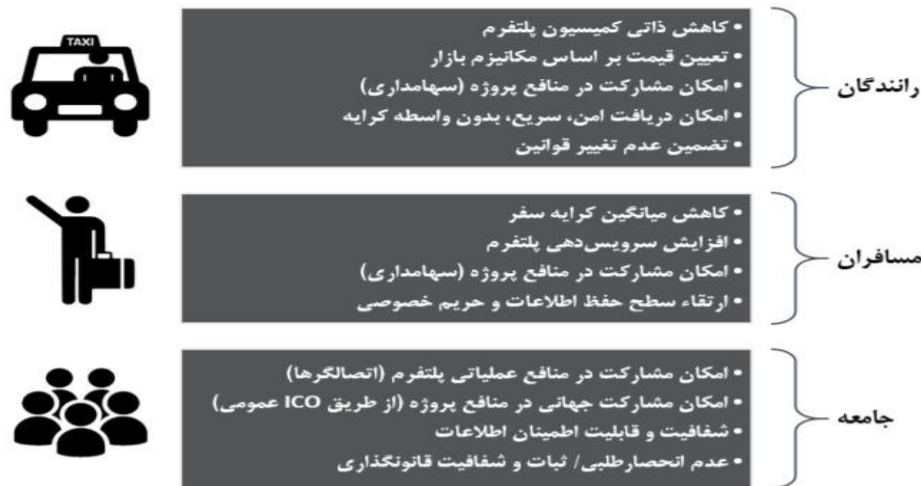 TAXI
رانندگان
• کاهش ذاتی کمیسیون پلتفرم
• تعیین قیمت بر اساس مکانیزم بازار
• امکان مشارکت در منافع پروژه (سهامداری)
• امکان دریافت امن، سریع، بدون واسطه کرایه
• تضمین عدم تغییر قوانین
مسافران
• کاهش میانگین کرایه سفر
• افزایش سرویس‌دهی پلتفرم
• امکان مشارکت در منافع پروژه (سهامداری)
• ارتقاء سطح حفظ اطلاعات و حریم خصوصی
جامعه
• امکان مشارکت در منافع عملیاتی پلتفرم (اتصالگرها)
• امکان مشارکت جهانی در منافع پروژه (از طریق ICO عمومی)
• شفافیت و قابلیت اطمینان اطلاعات
• عدم انحصارطلبی/ ثبات و شفافیت قانونگذاری